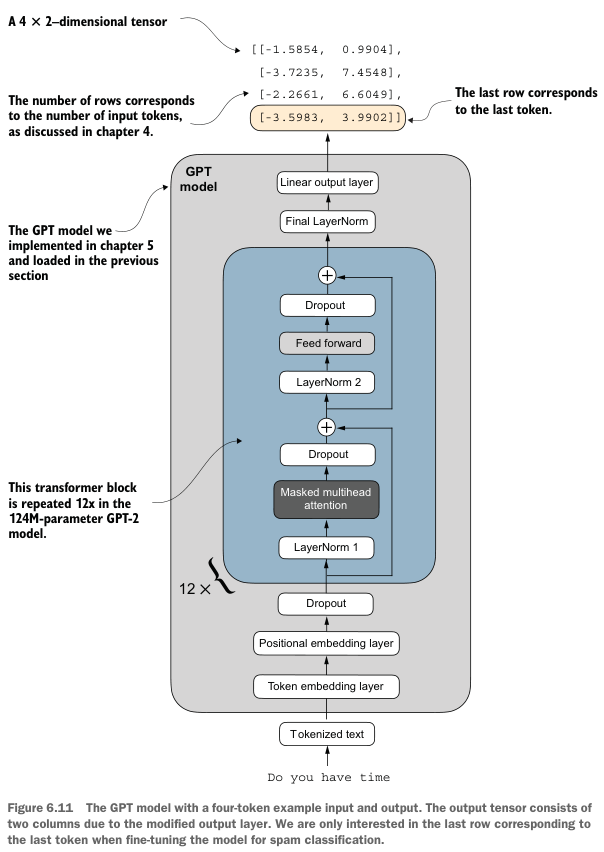 A 4 × 2–dimensional tensor
[[-1.5854,  0.9904],
[-3.7235,  7.4548],
[-2.2661,  6.6049],
[-3.5983,  3.9902]]
The number of rows corresponds
to the number of input tokens,
as discussed in chapter 4.
The last row corresponds
to the last token.
GPT
model
Linear output layer
Final LayerNorm
The GPT model we
implemented in chapter 5
and loaded in the previous
section
+
Dropout
Feed forward
LayerNorm 2
+
Dropout
Masked multihead
attention
LayerNorm 1
This transformer block
is repeated 12x in the
124M-parameter GPT-2
model.
12 ×
Dropout
Positional embedding layer
Token embedding layer
Tokenized text
Do you have time
Figure 6.11 The GPT model with a four-token example input and output. The output tensor consists of
two columns due to the modified output layer. We are only interested in the last row corresponding to
the last token when fine-tuning the model for spam classification.